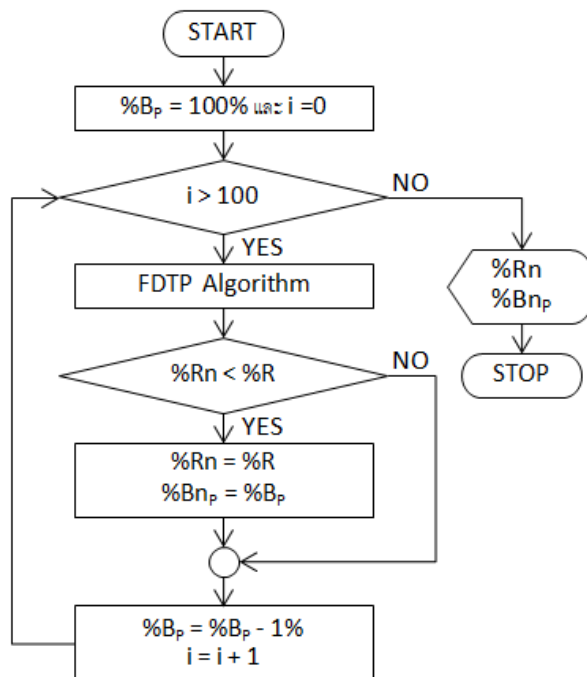 START
%Bₚ = 100% และ i =0
i > 100
NO
YES
FDTP Algorithm
%Rn
%Bnₚ
STOP
%Rn < %R
NO
YES
%Rn = %R
%Bnₚ = %Bₚ
%Bₚ = %Bₚ - 1%
i = i + 1